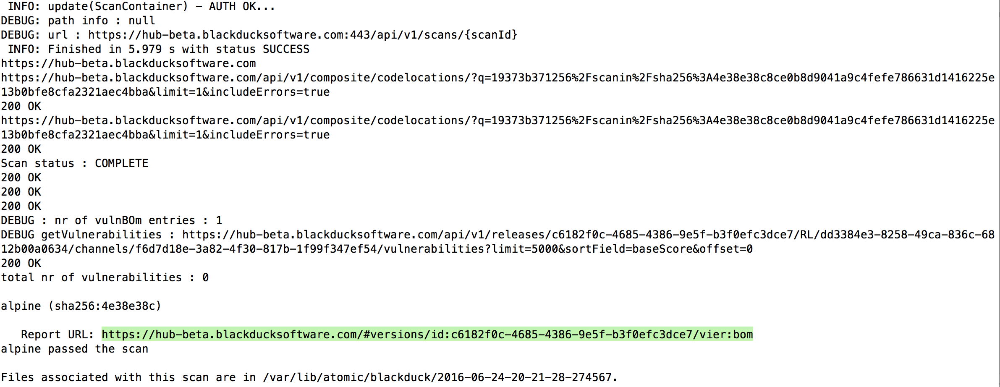 INFO: update(ScanContainer) - AUTH OK...
DEBUG: path info : null
DEBUG: url : https://hub-beta.blackducksoftware.com:443/api/v1/scans/{scanId}
INFO: Finished in 5.979 s with status SUCCESS
https://hub-beta.blackducksoftware.com
https://hub-beta.blackducksoftware.com/api/v1/composite/codelocations/?q=19373b371256%2Fscanin%2Fsha256%3A4e38e38c8ce0b8d9041a9c4fefe786631d1416225e
13b0bfe8cfa2321aec4bba&limit=1&includeErrors=true
200 OK
https://hub-beta.blackducksoftware.com/api/v1/composite/codelocations/?q=19373b371256%2Fscanin%2Fsha256%3A4e38e38c8ce0b8d9041a9c4fefe786631d1416225e
13b0bfe8cfa2321aec4bba&limit=1&includeErrors=true
200 OK
Scan status : COMPLETE
200 OK
200 OK
200 OK
DEBUG : nr of vulnBOm entries : 1
DEBUG getVulnerabilities : https://hub-beta.blackducksoftware.com/api/v1/releases/c6182f0c-4685-4386-9e5f-b3f0efc3dce7/RL/dd3384e3-8258-49ca-836c-68
12b00a0634/channels/f6d7d18e-3a82-4f30-817b-1f99f347ef54/vulnerabilities?limit=5000&sortField=baseScore&offset=0
200 OK
total nr of vulnerabilities : 0
alpine (sha256:4e38e38c)
Report URL: https://hub-beta.blackducksoftware.com/#versions/id:c6182f0c-4685-4386-9e5f-b3f0efc3dce7/vier:bom
alpine passed the scan
Files associated with this scan are in /var/lib/atomic/blackduck/2016-06-24-20-21-28-274567.